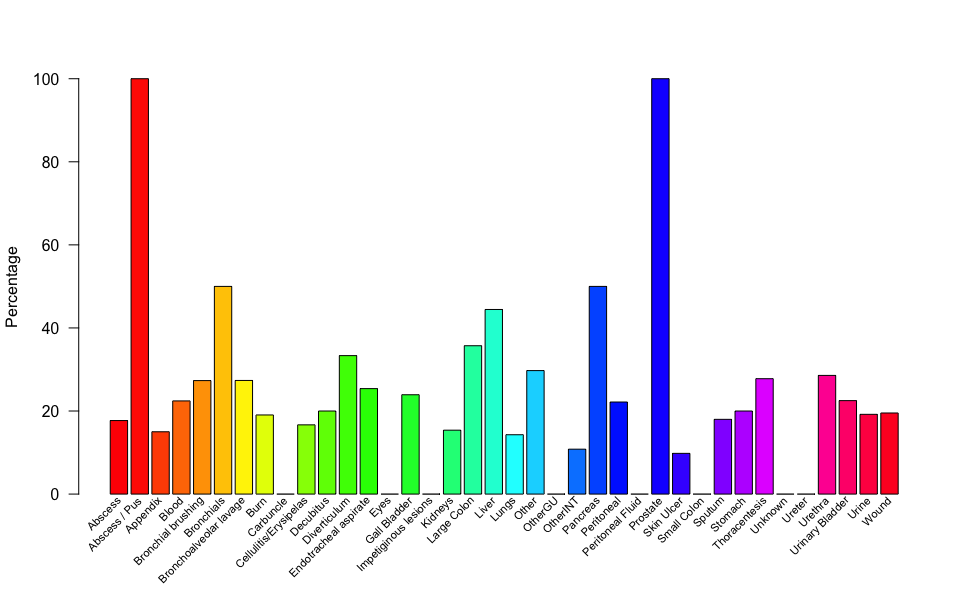 100
80
60
40
20
0
Percentage
Abscess
Abscess / Pus
Appendix
Blood
Bronchial brushing
Bronchials
Bronchoalveolar lavage
Burn
Carbuncle
Cellulitis/Erysipelas
Decubitus
Diverticulum
Endotracheal aspirate
Eyes
Gall Bladder
Impetiginous lesions
Kidneys
Large Colon
Liver
Lungs
Other
OtherGU
OtherINT
Pancreas
Peritoneal
Peritoneal Fluid
Prostate
Skin Ulcer
Small Colon
Sputum
Stomach
Thoracentesis
Unknown
Ureter
Urethra
Urinary Bladder
Urine
Wound